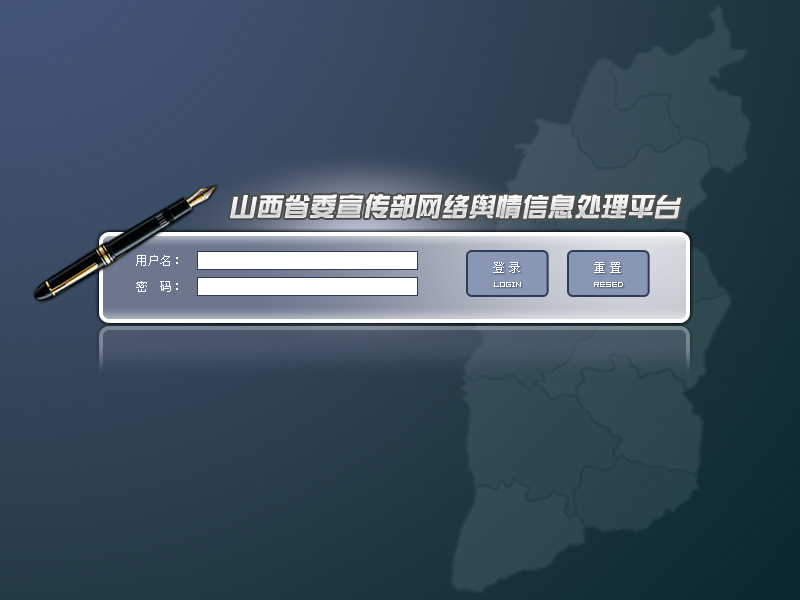 山西省委宣传部网络舆情信息处理平台
用户名：
登 录
重 置
密 码：
LOGIN
RESED